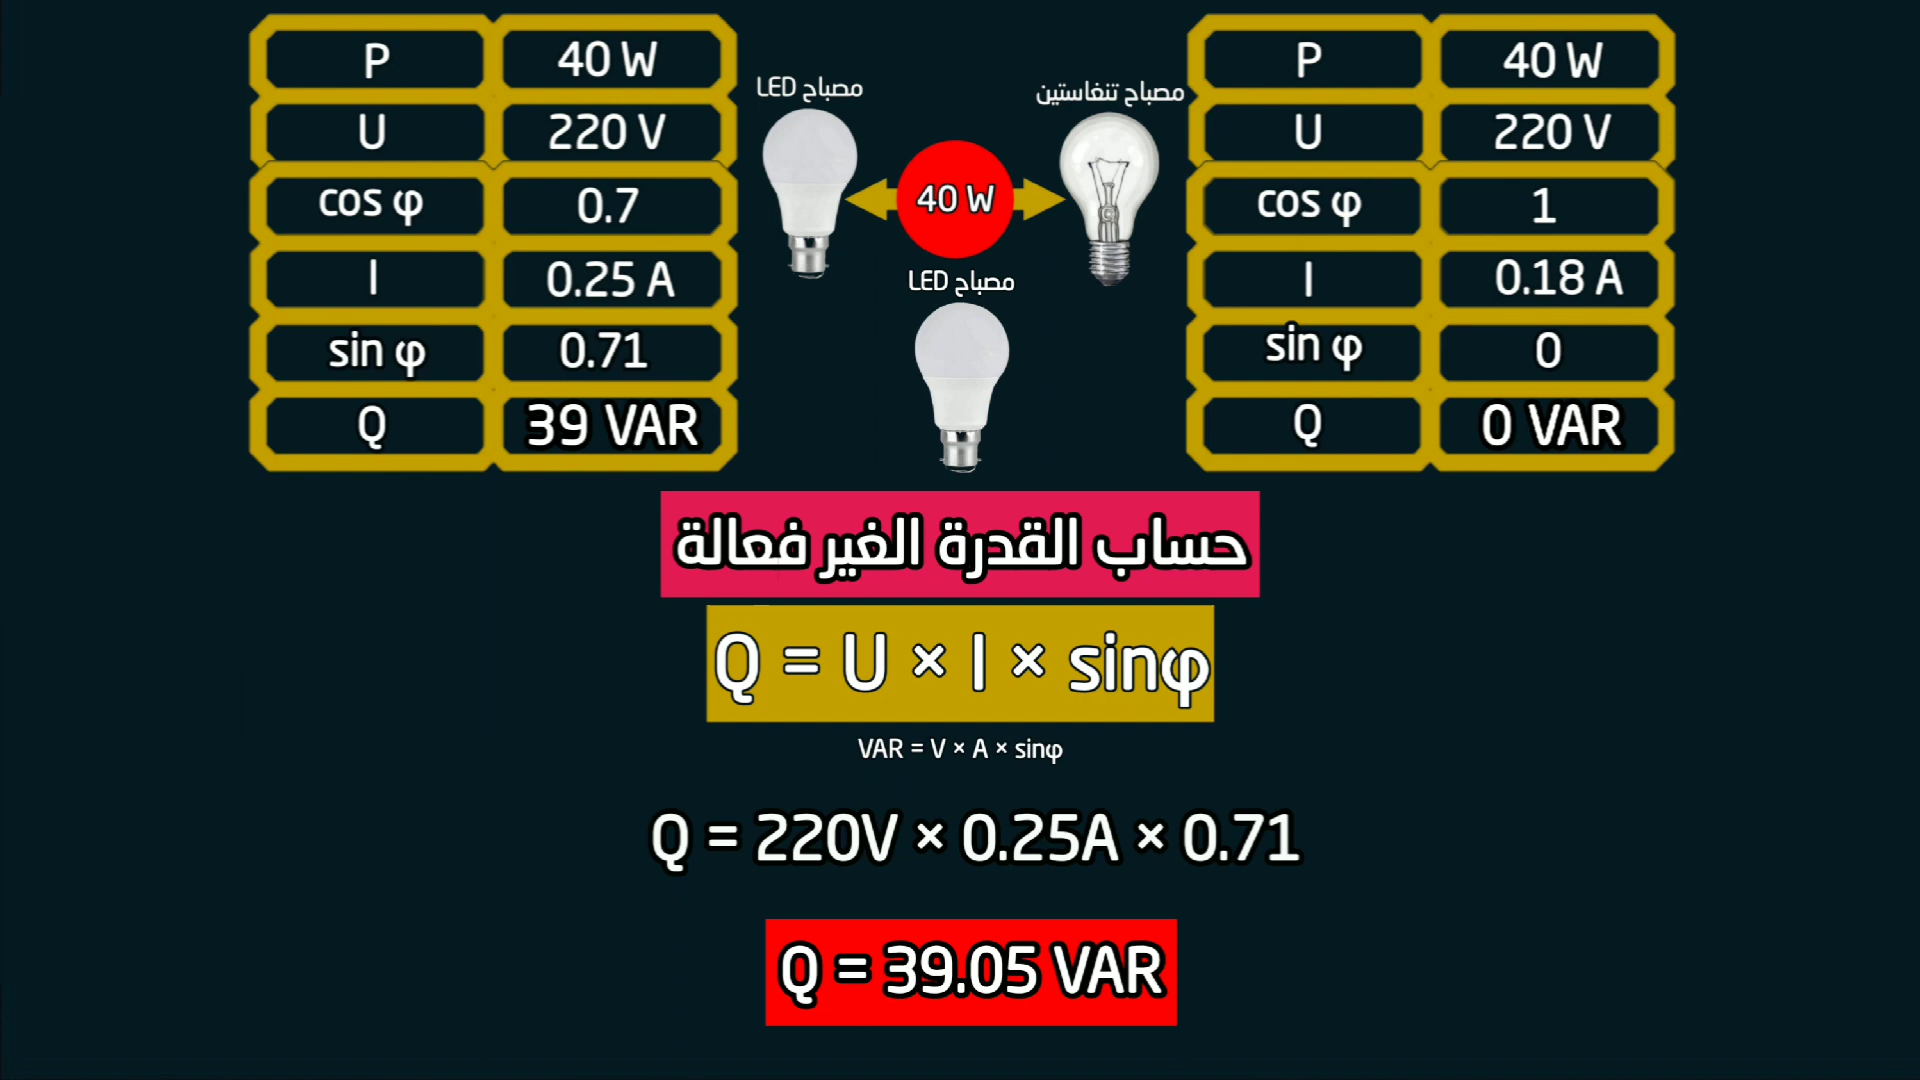 P 40 W
U 220 V
cos φ 0.7
I 0.25 A
sin φ 0.71
Q 39 VAR
مصباح LED
40 W
مصباح تنغاستين
مصباح LED
P 40 W
U 220 V
cos φ 1
I 0.18 A
sin φ 0
Q 0 VAR
حساب القدرة الغير فعالة
Q = U × I × sinφ
VAR = V × A × sinφ
Q = 220V × 0.25A × 0.71
Q = 39.05 VAR